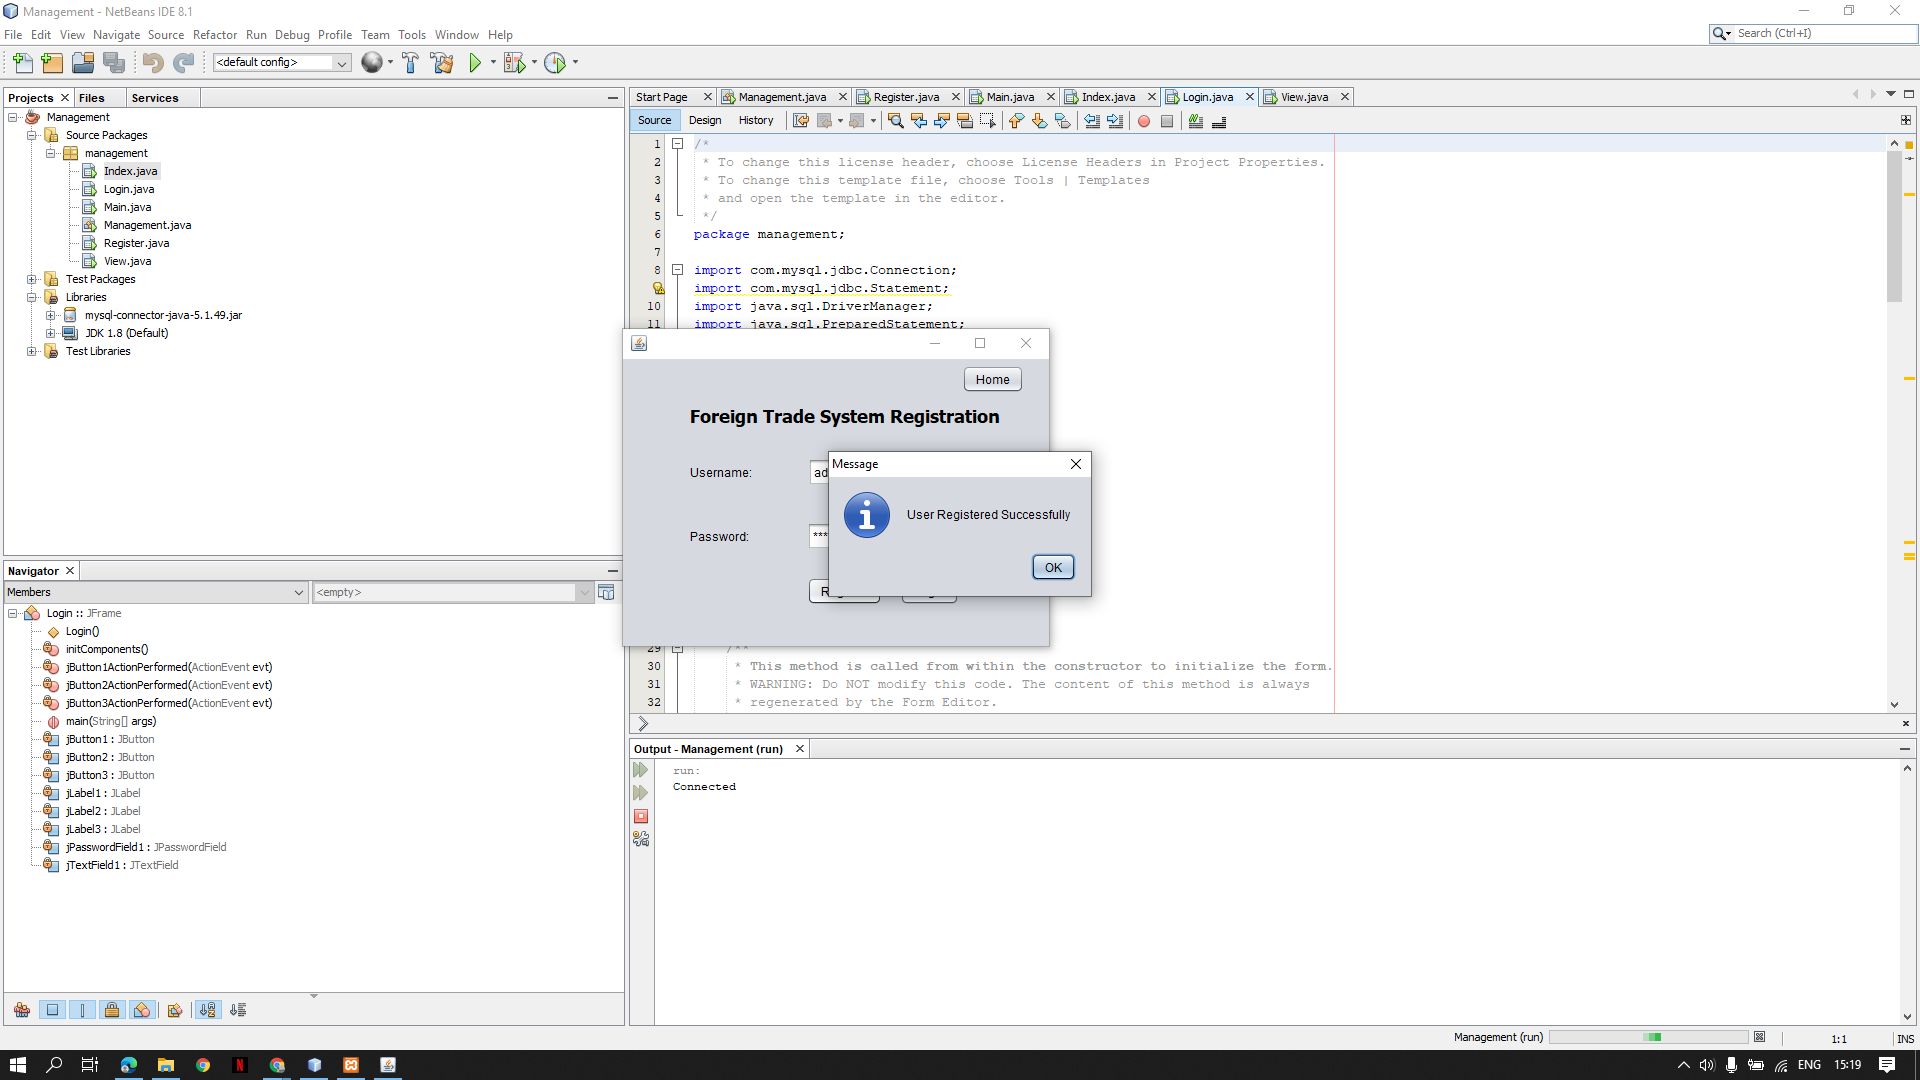 Management - NetBeans IDE 8.1
File Edit View Navigate Source Refactor Run Debug Profile Team Tools Window Help
Search (Ctrl+I)
<default config>
Projects Files Services
Management
Source Packages
management
Index.java
Login.java
Main.java
Management.java
Register.java
View.java
Test Packages
Libraries
mysql-connector-java-5.1.49.jar
JDK 1.8 (Default)
Test Libraries
Navigator
Members
<empty>
Login :: JFrame
Login()
initComponents()
jButton1ActionPerformed(ActionEvent evt)
jButton2ActionPerformed(ActionEvent evt)
jButton3ActionPerformed(ActionEvent evt)
main(String[] args)
jButton1 : JButton
jButton2 : JButton
jButton3 : JButton
jLabel1 : JLabel
jLabel2 : JLabel
jLabel3 : JLabel
jPasswordField1 : JPasswordField
jTextField1 : JTextField
Start Page Management.java Register.java Main.java Index.java Login.java View.java
Source Design History
1 /*
2 * To change this license header, choose License Headers in Project Properties.
3 * To change this template file, choose Tools | Templates
4 * and open the template in the editor.
5 */
6 package management;
7
8 import com.mysql.jdbc.Connection;
import com.mysql.jdbc.Statement;
10 import java.sql.DriverManager;
11 import java.sql.PreparedStatement;
Home
Foreign Trade System Registration
Username: ad
Password: ***
Message
User Registered Successfully
OK
29 /**
30 * This method is called from within the constructor to initialize the form.
31 * WARNING: Do NOT modify this code. The content of this method is always
32 * regenerated by the Form Editor.
Output - Management (run)
run:
Connected
Management (run)
1:1 INS
ENG 15:19